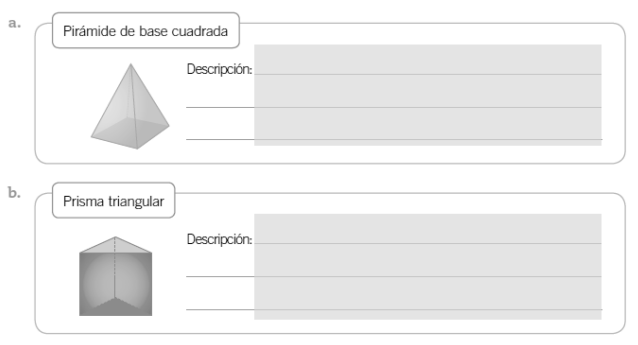 a.
Pirámide de base cuadrada
Descripción:
b.
Prisma triangular
Descripción: